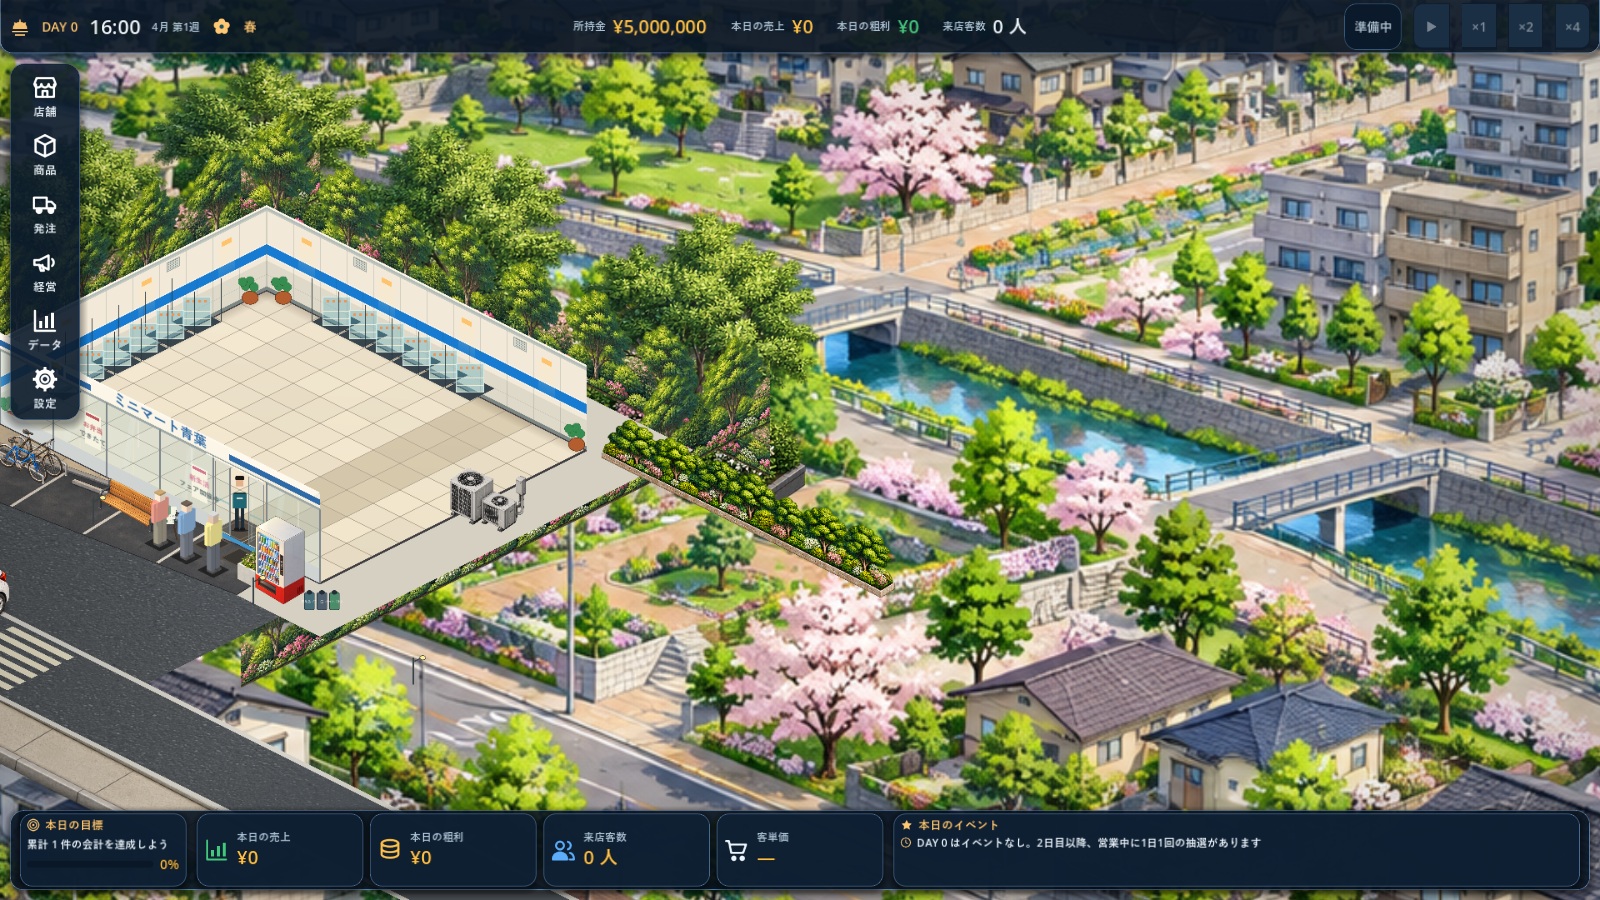 DAY 0 16:00 4月 第1週 春
所持金 ¥5,000,000 本日の売上 ¥0 本日の粗利 ¥0 来店客数 0 人
準備中 ×1 ×2 ×4
店舗
商品
発注
経営
データ
設定
ミニマート青葉
お弁当
できたて
本日の目標
累計 1 件の会計を達成しよう
0%
本日の売上
¥0
本日の粗利
¥0
来店客数
0 人
客単価
—
本日のイベント
DAY 0 はイベントなし。2日目以降、営業中に1日1回の抽選があります